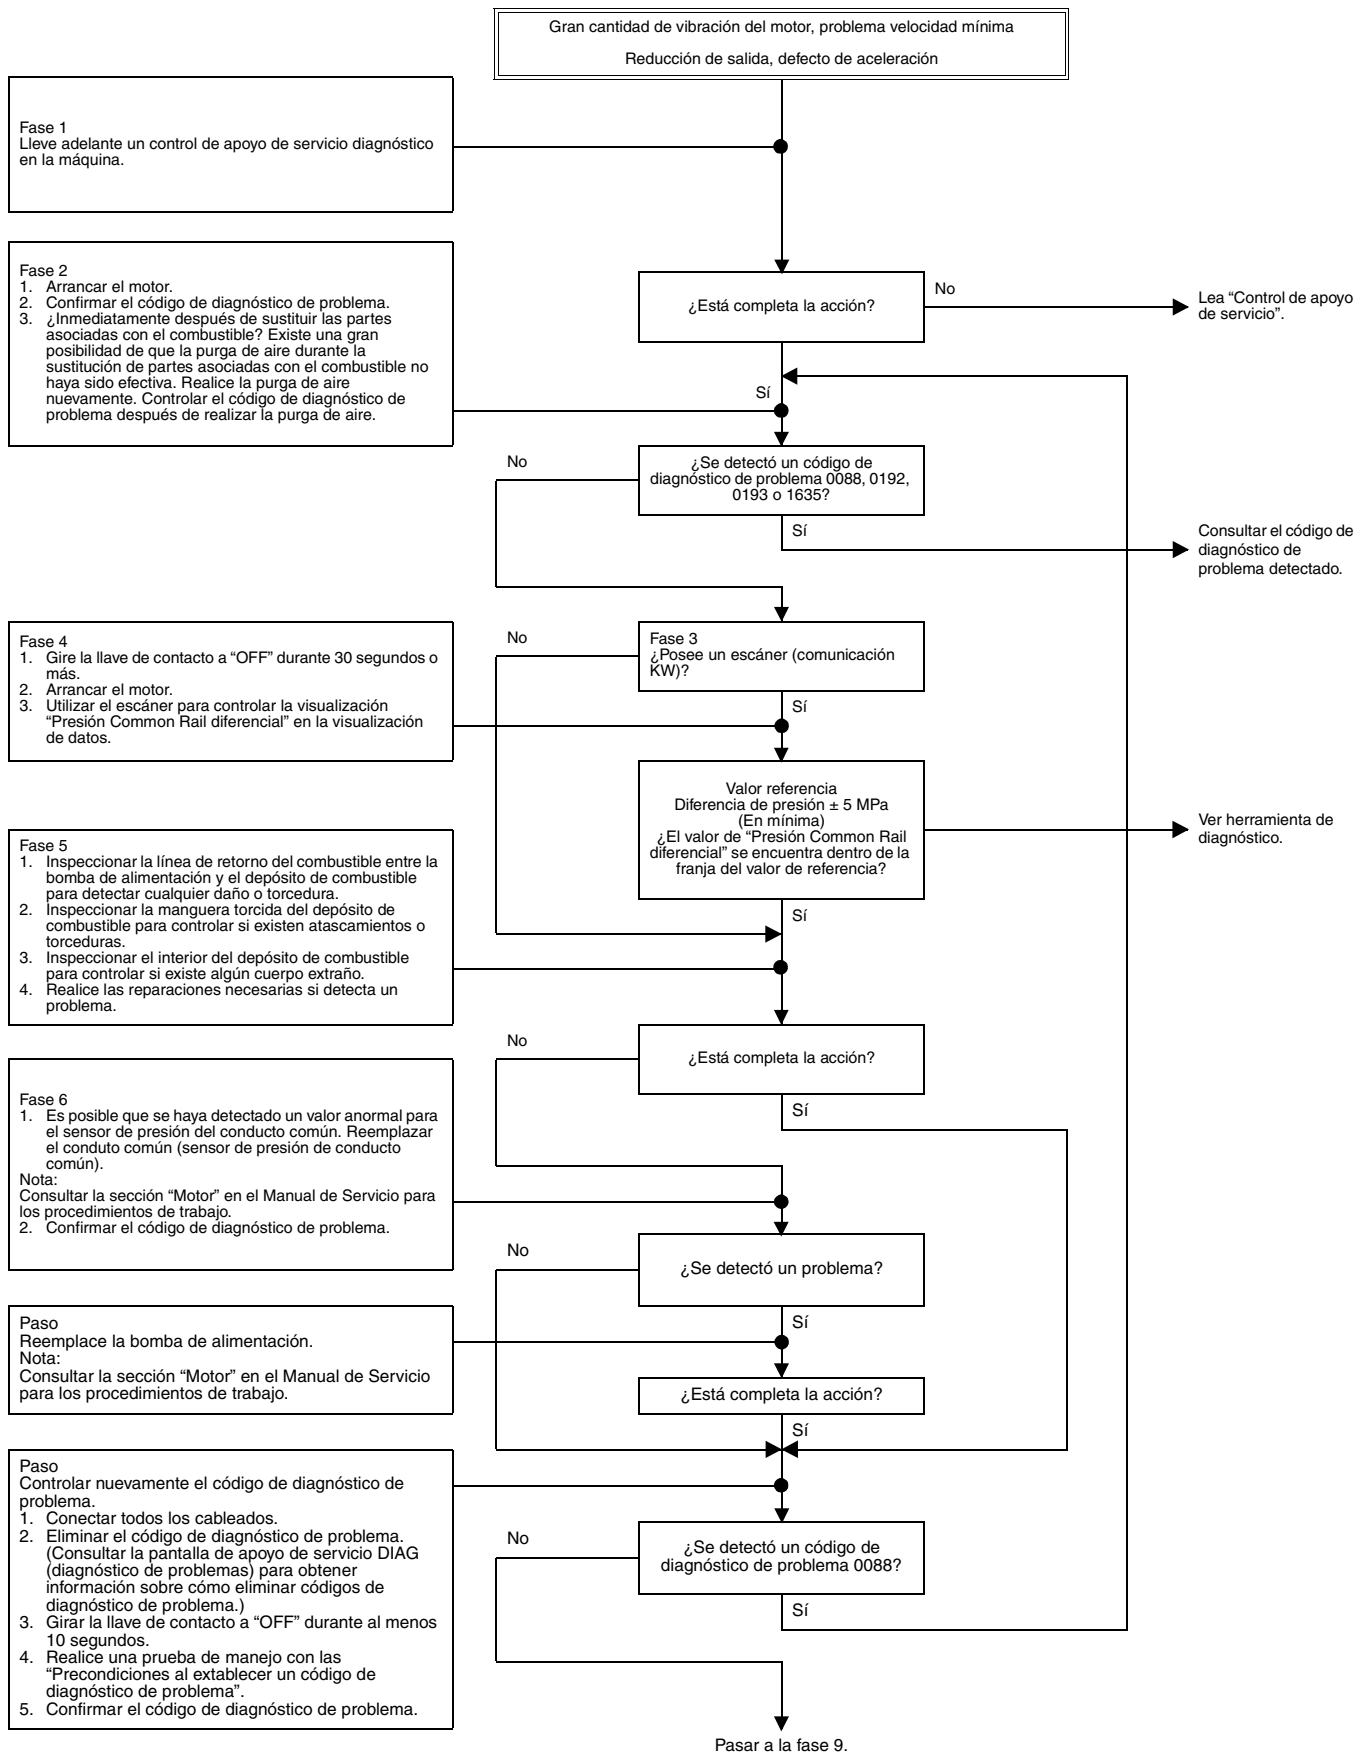 Gran cantidad de vibración del motor, problema velocidad mínima
Reducción de salida, defecto de aceleración
Fase 1
Lleve adelante un control de apoyo de servicio diagnóstico
en la máquina.
Fase 2
1. Arrancar el motor.
2. Confirmar el código de diagnóstico de problema.
3. ¿Inmediatamente después de sustituir las partes
asociadas con el combustible? Existe una gran
posibilidad de que la purga de aire durante la
sustitución de partes asociadas con el combustible no
haya sido efectiva. Realice la purga de aire
nuevamente. Controlar el código de diagnóstico de
problema después de realizar la purga de aire.
¿Está completa la acción?
No
Lea “Control de apoyo
de servicio”.
Sí
¿Se detectó un código de
diagnóstico de problema 0088, 0192,
0193 o 1635?
No
Sí
Consultar el código de
diagnóstico de
problema detectado.
Fase 4
1. Gire la llave de contacto a “OFF” durante 30 segundos o
más.
2. Arrancar el motor.
3. Utilizar el escáner para controlar la visualización
“Presión Common Rail diferencial” en la visualización
de datos.
No
Fase 3
¿Posee un escáner (comunicación
KW)?
Sí
Valor referencia
Diferencia de presión ± 5 MPa
(En mínima)
¿El valor de “Presión Common Rail
diferencial” se encuentra dentro de la
franja del valor de referencia?
Ver herramienta de
diagnóstico.
Sí
Fase 5
1. Inspeccionar la línea de retorno del combustible entre la
bomba de alimentación y el depósito de combustible
para detectar cualquier daño o torcedura.
2. Inspeccionar la manguera torcida del depósito de
combustible para controlar si existen atascamientos o
torceduras.
3. Inspeccionar el interior del depósito de combustible
para controlar si existe algún cuerpo extraño.
4. Realice las reparaciones necesarias si detecta un
problema.
No
¿Está completa la acción?
Sí
Fase 6
1. Es posible que se haya detectado un valor anormal para
el sensor de presión del conducto común. Reemplazar
el conduto común (sensor de presión de conducto
común).
Nota:
Consultar la sección “Motor” en el Manual de Servicio para
los procedimientos de trabajo.
2. Confirmar el código de diagnóstico de problema.
No
¿Se detectó un problema?
Sí
Paso
Reemplace la bomba de alimentación.
Nota:
Consultar la sección “Motor” en el Manual de Servicio
para los procedimientos de trabajo.
¿Está completa la acción?
Sí
Paso
Controlar nuevamente el código de diagnóstico de
problema.
1. Conectar todos los cableados.
2. Eliminar el código de diagnóstico de problema.
(Consultar la pantalla de apoyo de servicio DIAG
(diagnóstico de problemas) para obtener
información sobre cómo eliminar códigos de
diagnóstico de problema.)
3. Girar la llave de contacto a “OFF” durante al menos
10 segundos.
4. Realice una prueba de manejo con las
“Precondiciones al establecer un código de
diagnóstico de problema”.
5. Confirmar el código de diagnóstico de problema.
No
¿Se detectó un código de
diagnóstico de problema 0088?
Sí
Pasar a la fase 9.